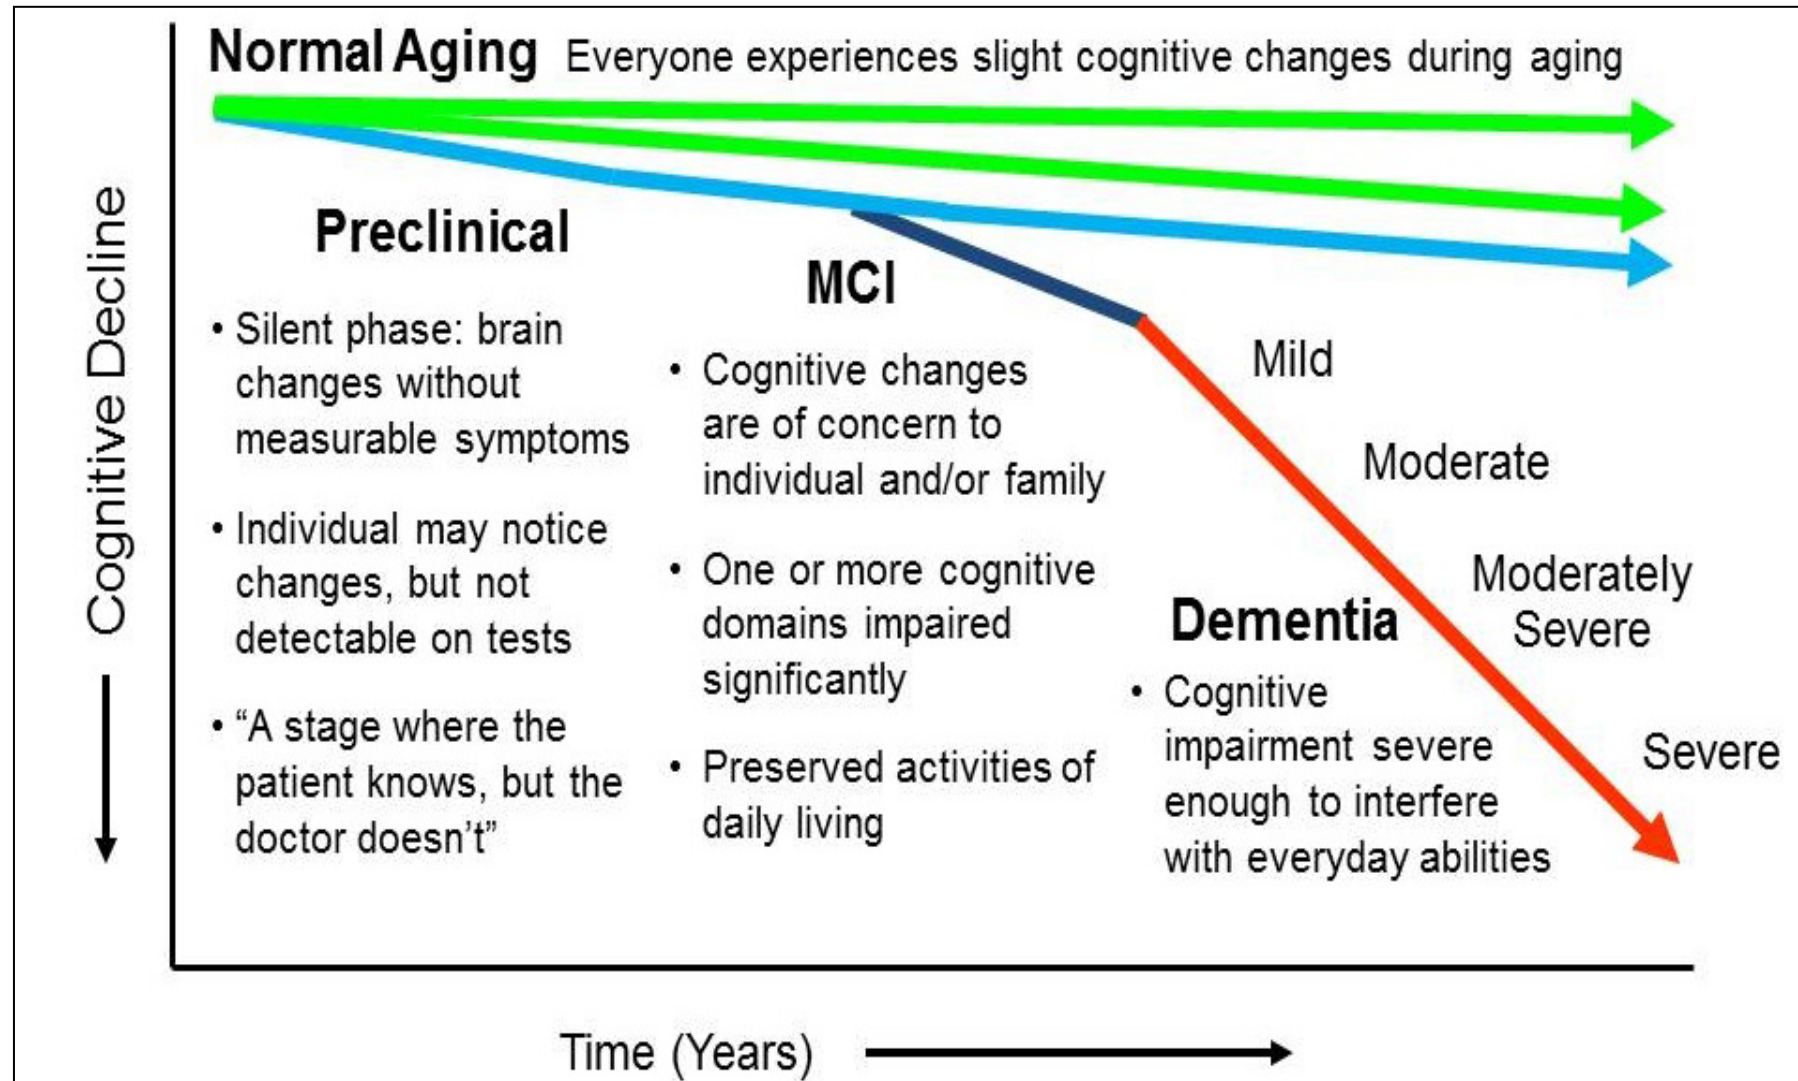 Normal Aging Everyone experiences slight cognitive changes during aging
Cognitive Decline
Preclinical
• Silent phase: brain
changes without
measurable symptoms
• Individual may notice
changes, but not
detectable on tests
• “A stage where the
patient knows, but the
doctor doesn’t”
MCI
• Cognitive changes
are of concern to
individual and/or family
• One or more cognitive
domains impaired
significantly
• Preserved activities of
daily living
Dementia
• Cognitive
impairment severe
enough to interfere
with everyday abilities
Mild
Moderate
Moderately
Severe
Severe
Time (Years)